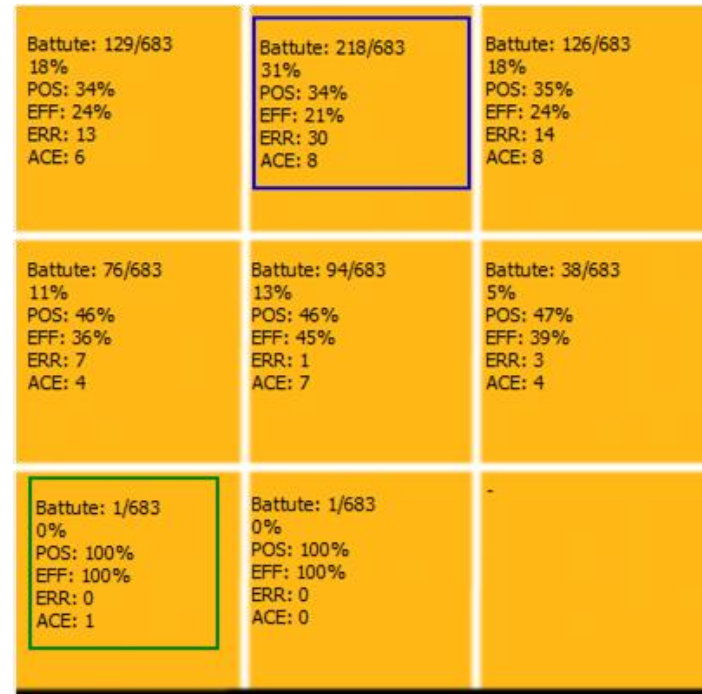 Battute: 129/683
18%
POS: 34%
EFF: 24%
ERR: 13
ACE: 6
Battute: 218/683
31%
POS: 34%
EFF: 21%
ERR: 30
ACE: 8
Battute: 126/683
18%
POS: 35%
EFF: 24%
ERR: 14
ACE: 8
Battute: 76/683
11%
POS: 46%
EFF: 36%
ERR: 7
ACE: 4
Battute: 94/683
13%
POS: 46%
EFF: 45%
ERR: 1
ACE: 7
Battute: 38/683
5%
POS: 47%
EFF: 39%
ERR: 3
ACE: 4
Battute: 1/683
0%
POS: 100%
EFF: 100%
ERR: 0
ACE: 1
Battute: 1/683
0%
POS: 100%
EFF: 100%
ERR: 0
ACE: 0
-